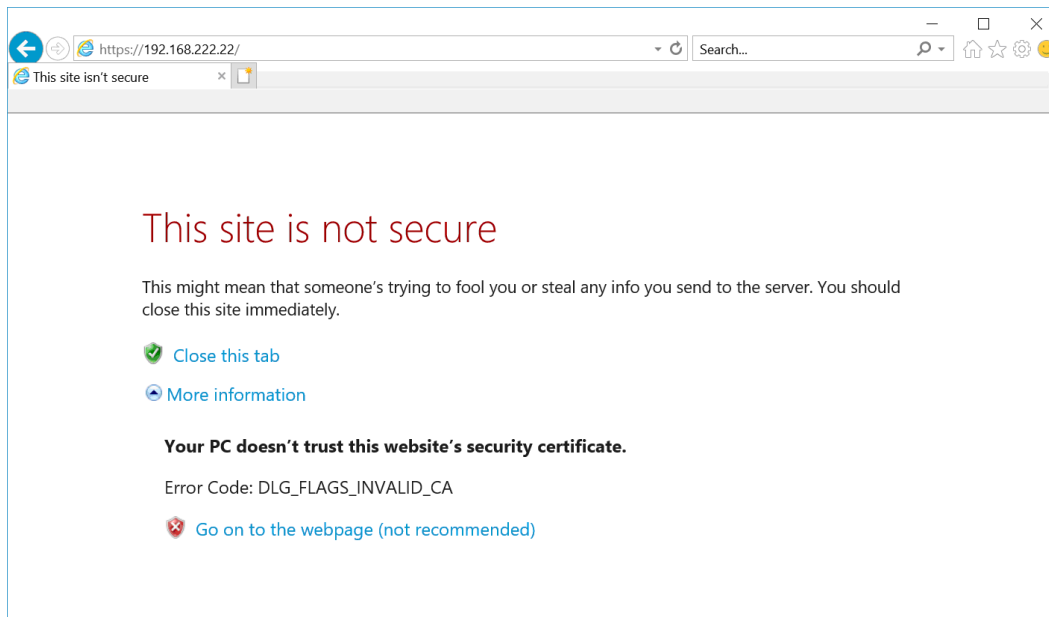 https://192.168.222.22/
Search...
This site isn't secure
This site is not secure
This might mean that someone's trying to fool you or steal any info you send to the server. You should
close this site immediately.
Close this tab
More information
Your PC doesn't trust this website's security certificate.
Error Code: DLG_FLAGS_INVALID_CA
Go on to the webpage (not recommended)